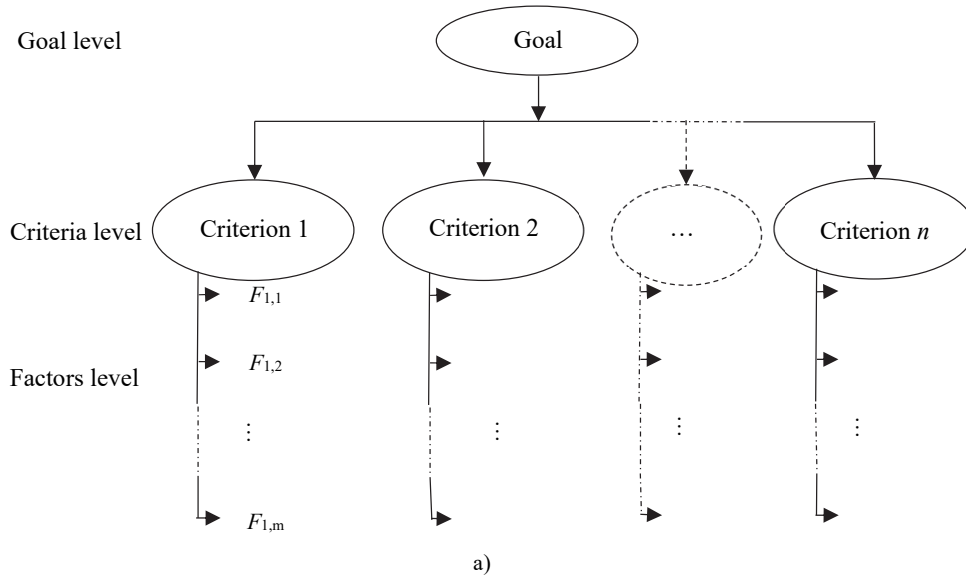 Goal level
Goal
Criteria level
Criterion 1
Criterion 2
...
Criterion n
F1,1
F1,2
Factors level
⋮
⋮
⋮
⋮
F1,m
a)